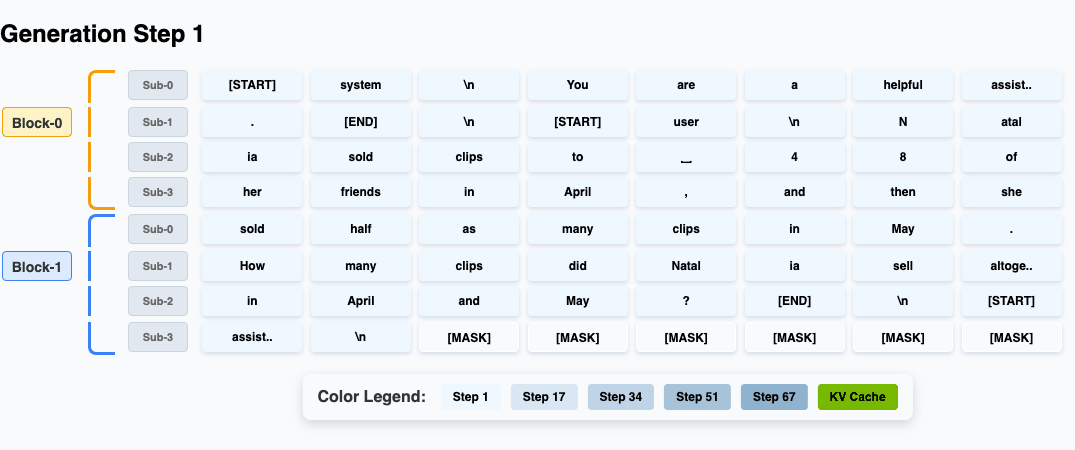 Generation Step 1
Sub-0 [START] system \n You are a helpful assist..
Block-0 Sub-1 . [END] \n [START] user \n N atal
Sub-2 ia sold clips to _ 4 8 of
Sub-3 her friends in April , and then she
Sub-0 sold half as many clips in May .
Block-1 Sub-1 How many clips did Natal ia sell altoge..
Sub-2 in April and May ? [END] \n [START]
Sub-3 assist.. \n [MASK] [MASK] [MASK] [MASK] [MASK] [MASK]
Color Legend: Step 1 Step 17 Step 34 Step 51 Step 67 KV Cache